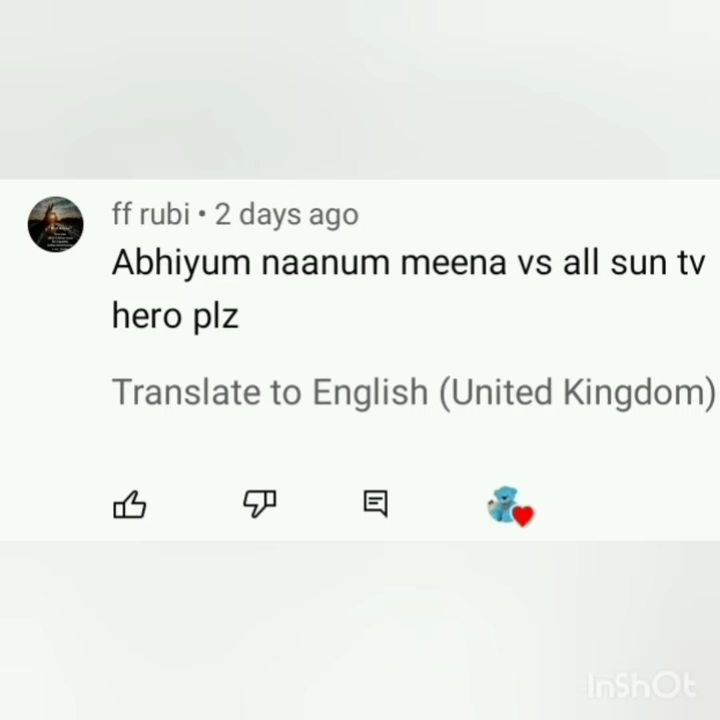 ff rubi • 2 days ago
Abhiyum naanum meena vs all sun tv
hero plz
Translate to English (United Kingdom)
InShOt